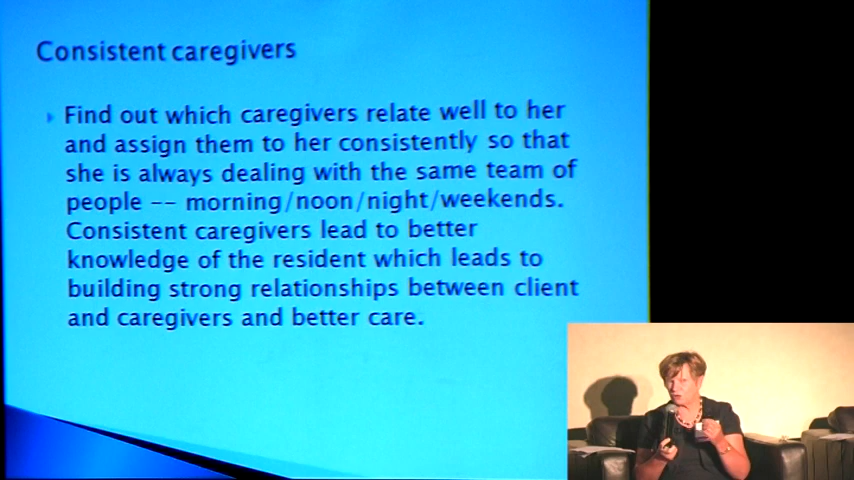 Consistent caregivers
Find out which caregivers relate well to her
and assign them to her consistently so that
she is always dealing with the same team of
people -- morning/noon/night/weekends.
Consistent caregivers lead to better
knowledge of the resident which leads to
building strong relationships between client
and caregivers and better care.